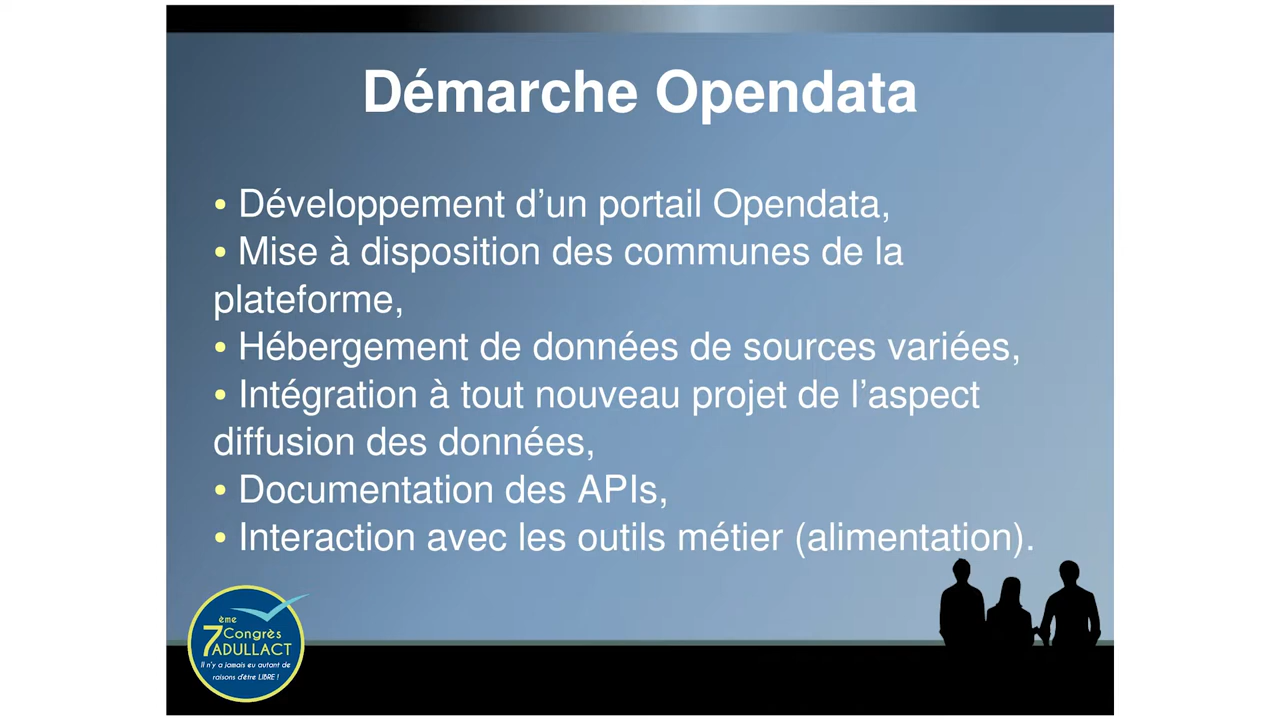 Démarche Opendata
• Développement d’un portail Opendata,
• Mise à disposition des communes de la
plateforme,
• Hébergement de données de sources variées,
• Intégration à tout nouveau projet de l’aspect
diffusion des données,
• Documentation des APIs,
• Interaction avec les outils métier (alimentation).
7ème Congrès
ADULLACT
Il n'y a jamais eu autant de
raisons d'être LIBRE !